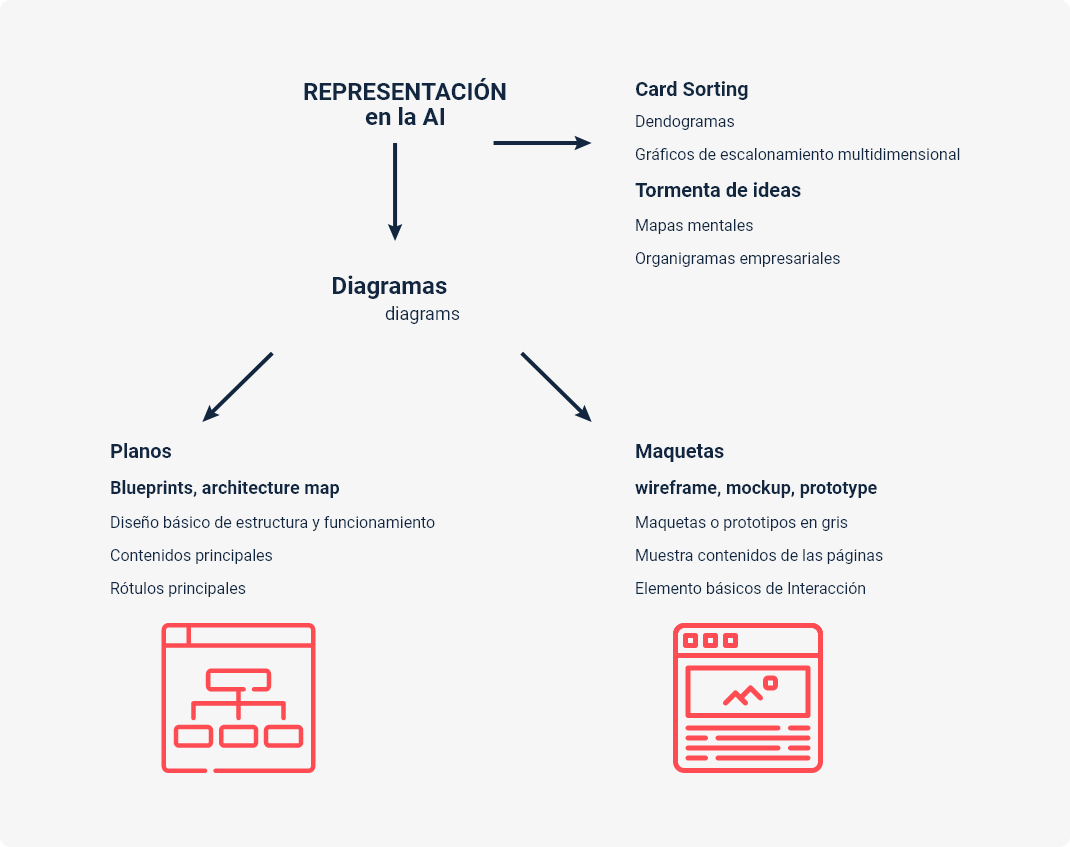 REPRESENTACIÓN
en la AI
Card Sorting
Dendogramas
Gráficos de escalonamiento multidimensional
Tormenta de ideas
Mapas mentales
Organigramas empresariales
Diagramas
diagrams
Planos
Blueprints, architecture map
Diseño básico de estructura y funcionamiento
Contenidos principales
Rótulos principales
Maquetas
wireframe, mockup, prototype
Maquetas o prototipos en gris
Muestra contenidos de las páginas
Elemento básicos de Interacción